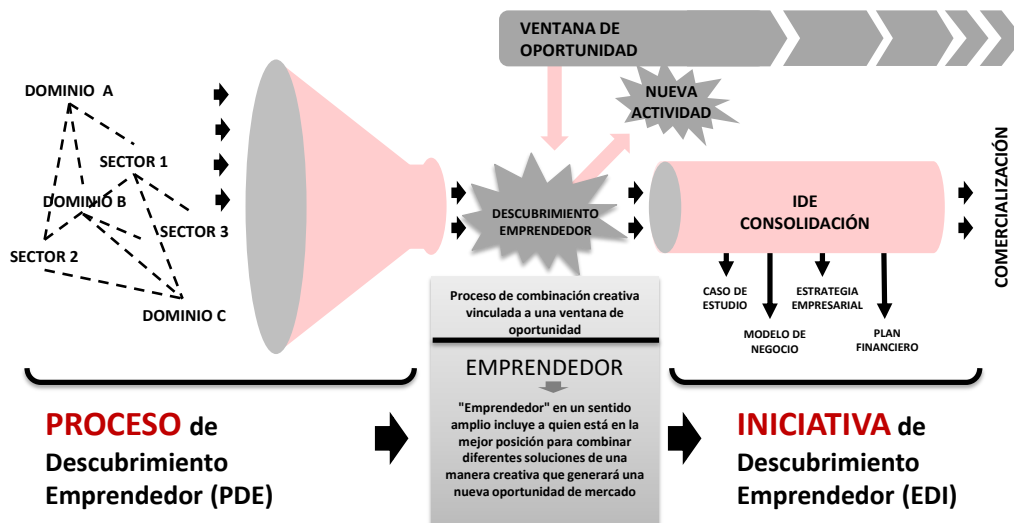 VENTANA DE
OPORTUNIDAD
NUEVA
ACTIVIDAD
DOMINIO A
SECTOR 1
DOMINIO B
SECTOR 3
SECTOR 2
DOMINIO C
DESCUBRIMIENTO
EMPRENDEDOR
IDE
CONSOLIDACIÓN
COMERCIALIZACIÓN
CASO DE
ESTUDIO
ESTRATEGIA
EMPRESARIAL
MODELO DE
NEGOCIO
PLAN
FINANCIERO
Proceso de combinación creativa
vinculada a una ventana de
oportunidad
EMPRENDEDOR
"Emprendedor" en un sentido
amplio incluye a quien está en la
mejor posición para combinar
diferentes soluciones de una
manera creativa que generará una
nueva oportunidad de mercado
PROCESO de
Descubrimiento
Emprendedor (PDE)
INICIATIVA de
Descubrimiento
Emprendedor (EDI)